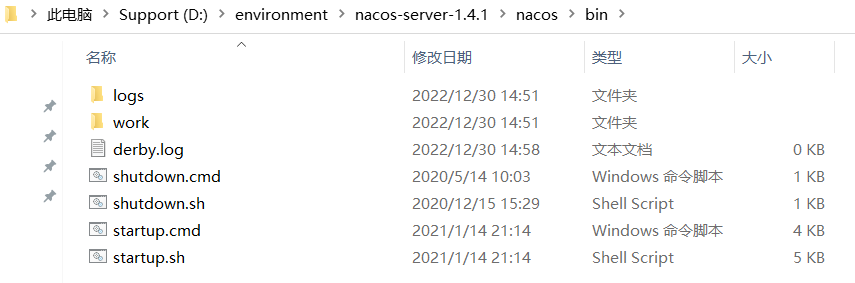 此电脑 > Support (D:) > environment > nacos-server-1.4.1 > nacos > bin >
名称 修改日期 类型 大小
logs 2022/12/30 14:51 文件夹
work 2022/12/30 14:51 文件夹
derby.log 2022/12/30 14:58 文本文档 0 KB
shutdown.cmd 2020/5/14 10:03 Windows 命令脚本 1 KB
shutdown.sh 2020/12/15 15:29 Shell Script 1 KB
startup.cmd 2021/1/14 21:14 Windows 命令脚本 4 KB
startup.sh 2021/1/14 21:14 Shell Script 5 KB